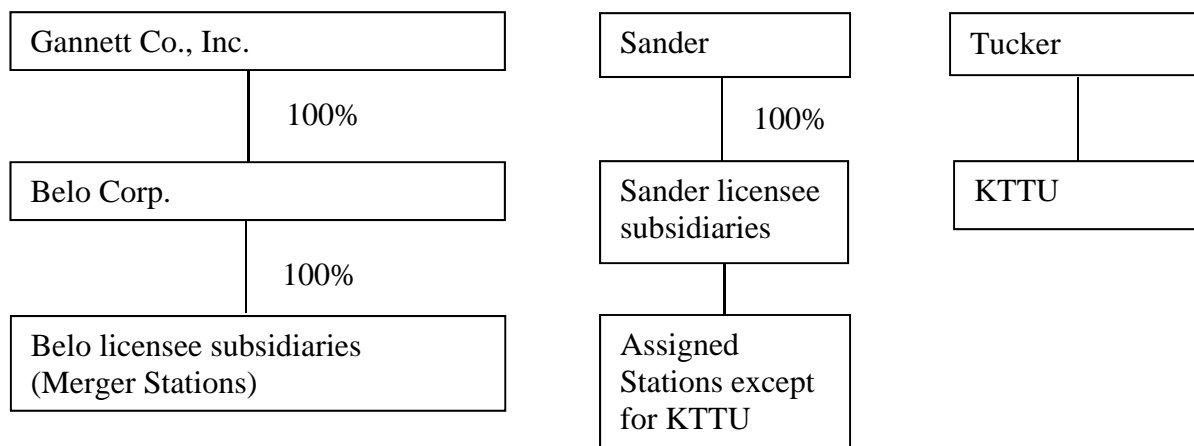 Gannett Co., Inc.
100%
Belo Corp.
100%
Belo licensee subsidiaries
(Merger Stations)
Sander
100%
Sander licensee
subsidiaries
Assigned
Stations except
for KTTU
Tucker
KTTU